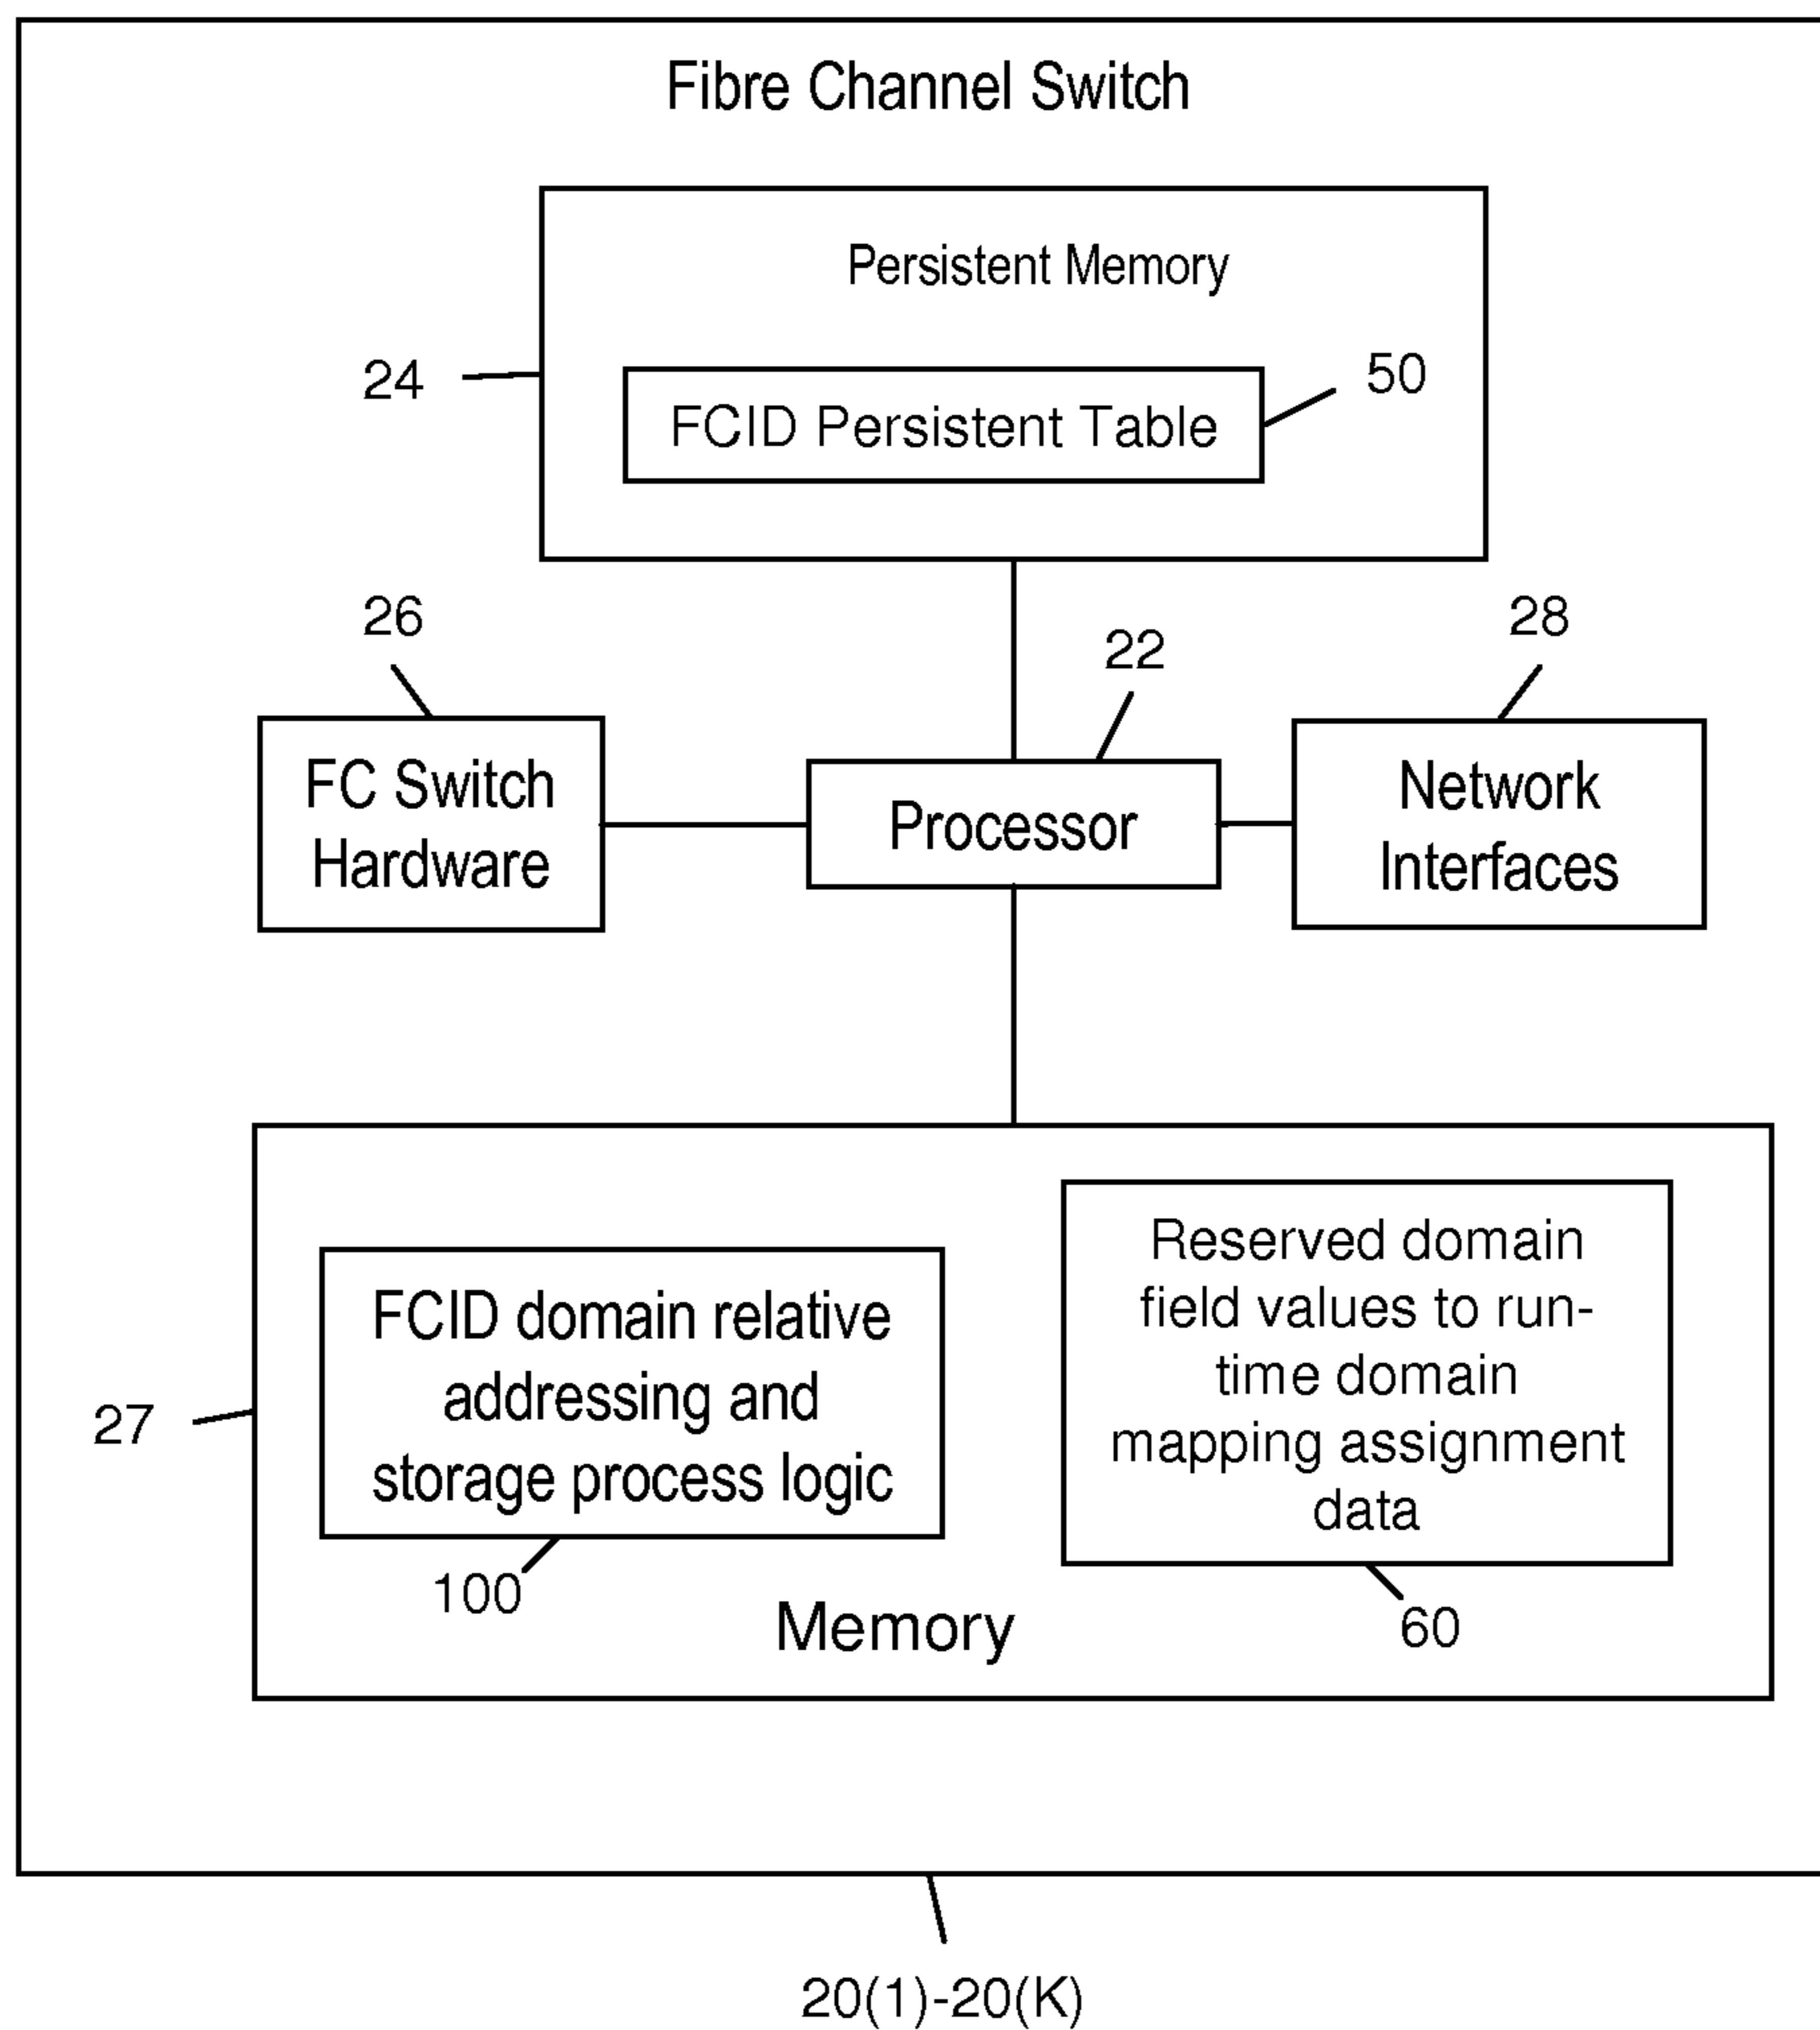 Fibre Channel Switch
Persistent Memory
24
50
FCID Persistent Table
26
28
22
FC Switch
Hardware
Processor
Network
Interfaces
27
FCID domain relative
addressing and
storage process logic
100
Reserved domain
field values to run-
time domain
mapping assignment
data
60
Memory
20(1)-20(K)